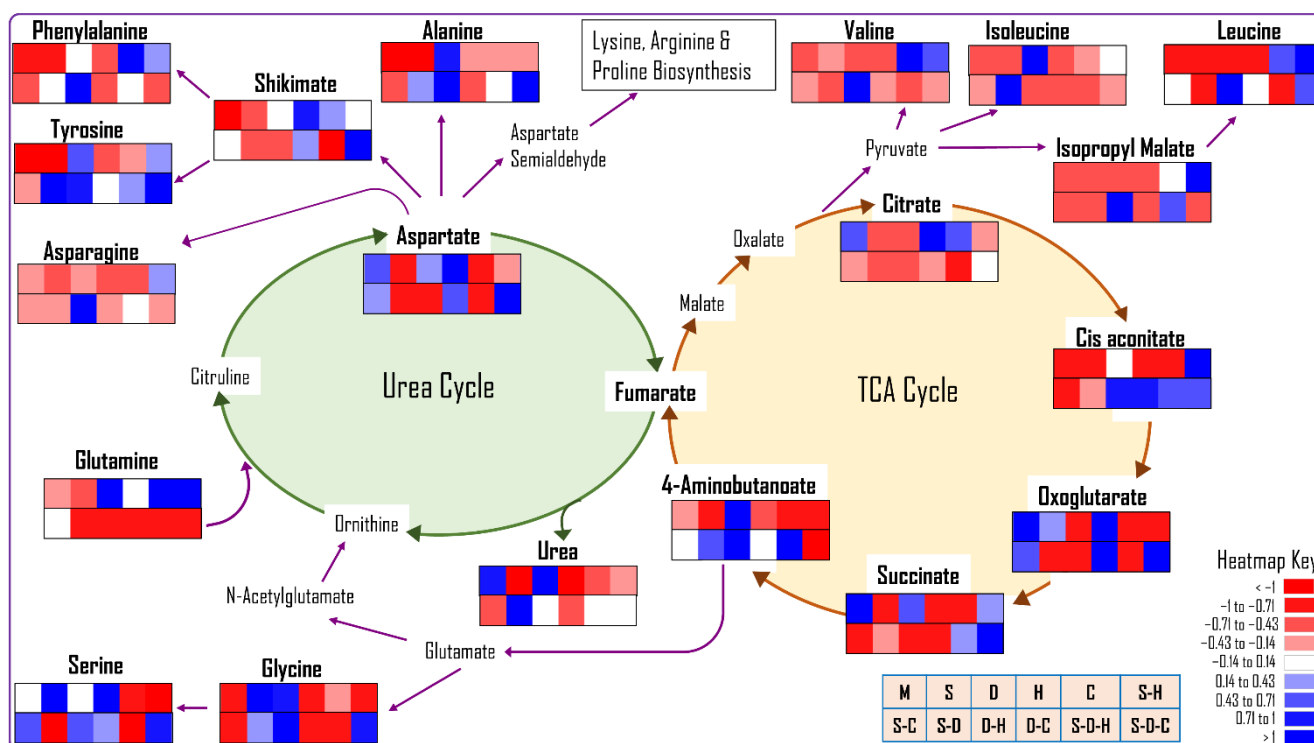 Phenylalanine
Alanine
Lysine, Arginine &
Proline Biosynthesis
Valine
Isoleucine
Leucine
Shikimate
Tyrosine
Aspartate
Semialdehyde
Pyruvate
Isopropyl Malate
Asparagine
Aspartate
Citrate
Oxalate
Malate
Cis aconitate
Citruline
Urea Cycle
Fumarate
TCA Cycle
Glutamine
4-Aminobutanoate
Oxoglutarate
Ornithine
Urea
Succinate
N-Acetylglutamate
Glutamate
Serine
Glycine
Heatmap Key
< -1
-1 to -0.71
-0.71 to -0.43
-0.43 to -0.14
-0.14 to 0.14
0.14 to 0.43
0.43 to 0.71
0.71 to 1
> 1
M S D H C S-H
S-C S-D D-H D-C S-D-H S-D-C